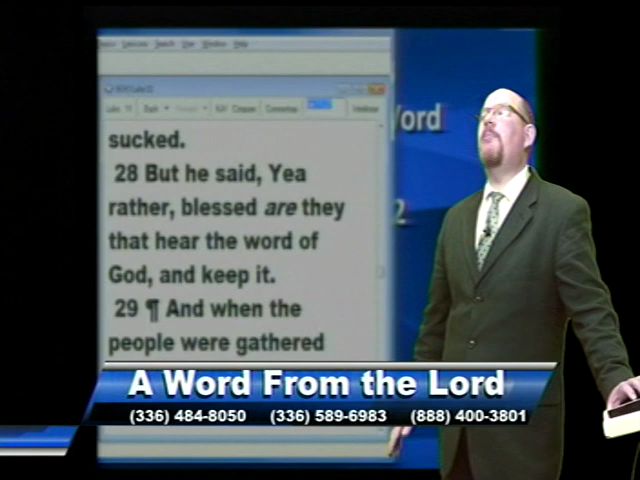 sucked.
28 But he said, Yea
rather, blessed are they
that hear the word of
God, and keep it.
29 ¶ And when the
people were gathered
Word
2
A Word From the Lord
(336) 484-8050 (336) 589-6983 (888) 400-3801